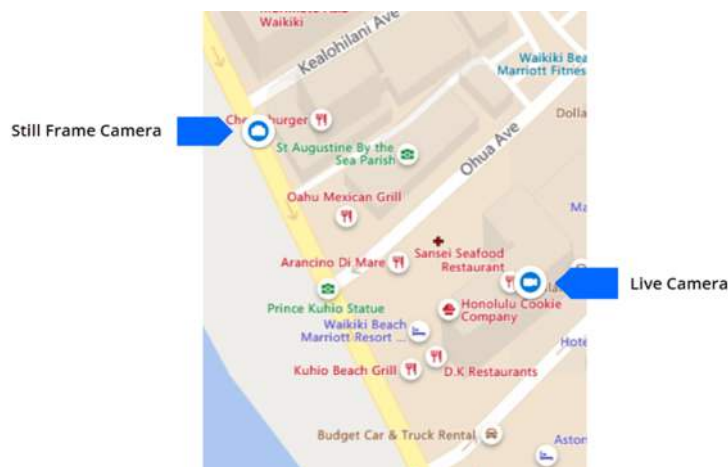 Waikiki
Kealohilani Ave
Waikiki Bea
Marriott Fitnes
Still Frame Camera
Che
burger
Dolla
St Augustine By the
Sea Parish
Ohua Ave
Oahu Mexican Grill
Ma
Arancino Di Mare
Sansei Seafood
Restaurant
Live Camera
Prince Kuhio Statue
Honolulu Cookie
Company
Waikiki Beach
Marriott Resort ...
Hote
Kuhio Beach Grill
D.K Restaurants
Budget Car & Truck Rental
Aston